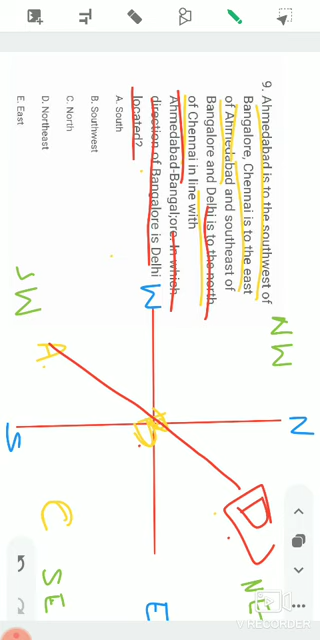 9. Ahmedabad is to the southwest of
Bangalore, Chennai is to the east
of Ahmedabad and southeast of
Bangalore and Delhi is to the north
of Chennai in line with
Ahmedabad-Bangal;ore. In which
direction of Bangalore is Delhi
located?
A. South
B. Southwest
C. North
D. Northeast
E. East
NW
N
NE
W
D
E
A
C
SW
S
SE
RECORDER